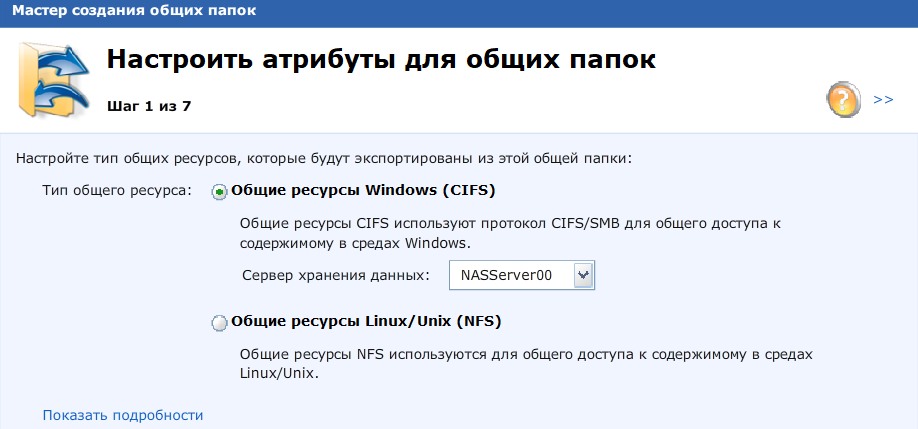 Мастер создания общих папок
Настроить атрибуты для общих папок
Шаг 1 из 7
? >>
Настройте тип общих ресурсов, которые будут экспортированы из этой общей папки:
Тип общего ресурса: Общие ресурсы Windows (CIFS)
Общие ресурсы CIFS используют протокол CIFS/SMB для общего доступа к
содержимому в средах Windows.
Сервер хранения данных: NASServer00
Общие ресурсы Linux/Unix (NFS)
Общие ресурсы NFS используются для общего доступа к содержимому в средах
Linux/Unix.
Показать подробности